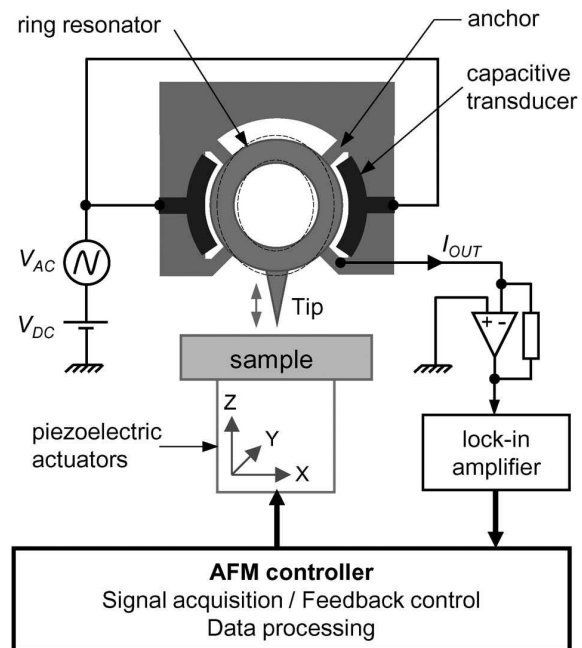 ring resonator
anchor
capacitive
transducer
V_AC
I_OUT
V_DC
Tip
+ -
sample
piezoelectric
actuators
Z
Y
X
lock-in
amplifier
AFM controller
Signal acquisition / Feedback control
Data processing